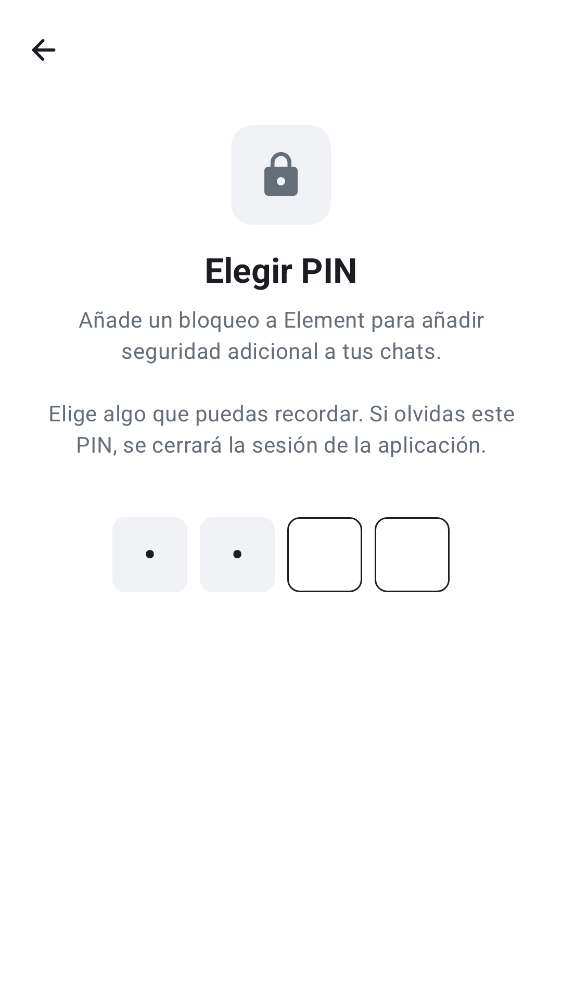 Elegir PIN
Añade un bloqueo a Element para añadir
seguridad adicional a tus chats.
Elige algo que puedas recordar. Si olvidas este
PIN, se cerrará la sesión de la aplicación.